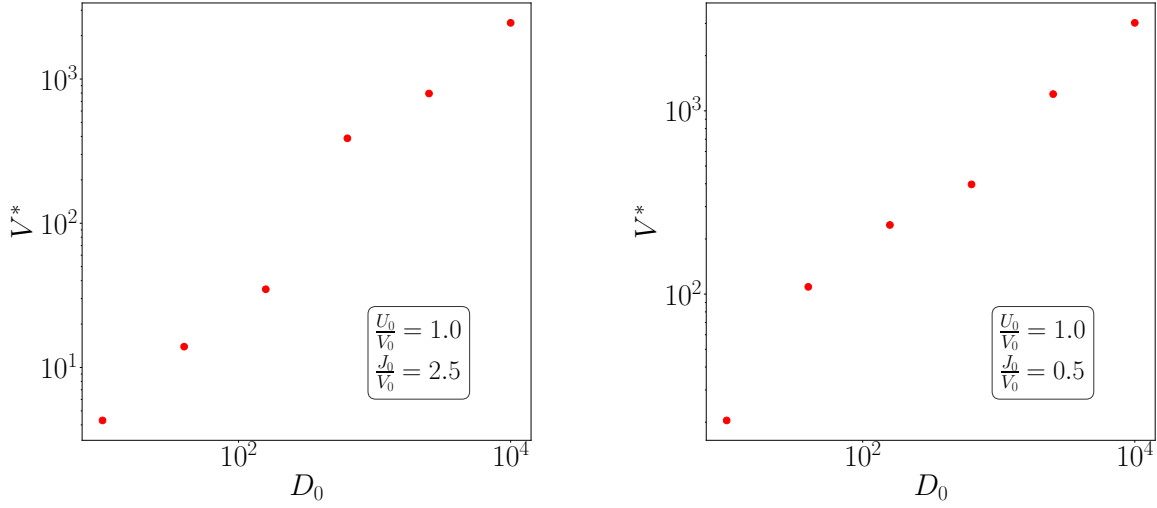 10^3
10^2
10^1
V^*
U_0/V_0 = 1.0
J_0/V_0 = 2.5
10^2
10^4
D_0
10^3
10^2
V^*
U_0/V_0 = 1.0
J_0/V_0 = 0.5
10^2
10^4
D_0